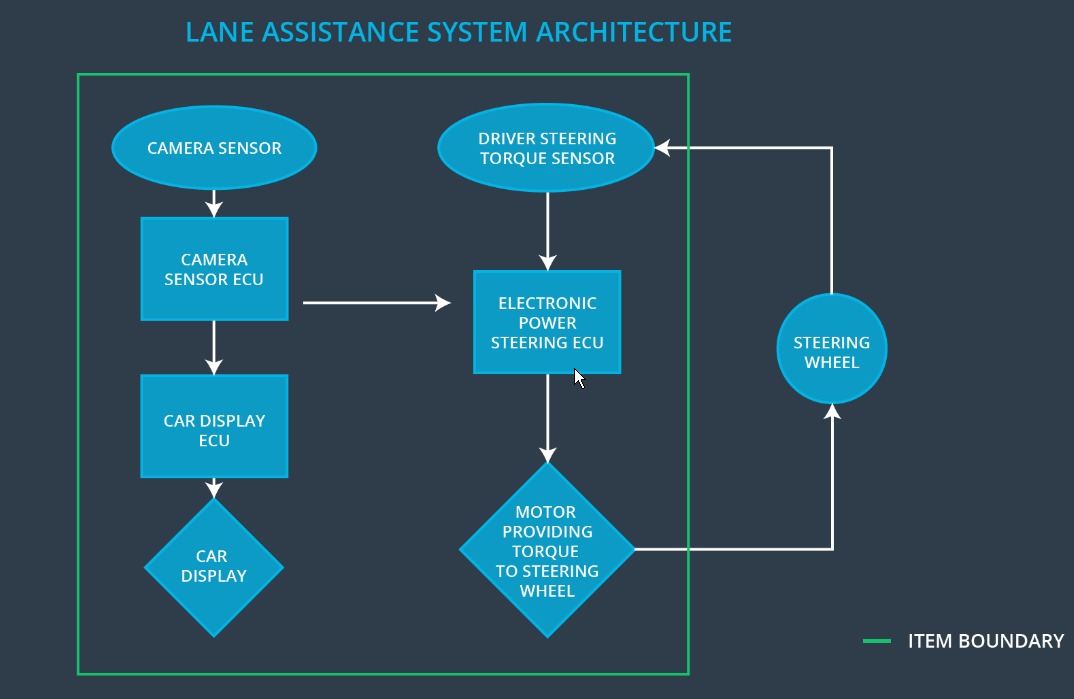 LANE ASSISTANCE SYSTEM ARCHITECTURE
CAMERA SENSOR
CAMERA
SENSOR ECU
CAR DISPLAY
ECU
CAR
DISPLAY
DRIVER STEERING
TORQUE SENSOR
ELECTRONIC
POWER
STEERING ECU
MOTOR
PROVIDING
TORQUE
TO STEERING
WHEEL
STEERING
WHEEL
ITEM BOUNDARY